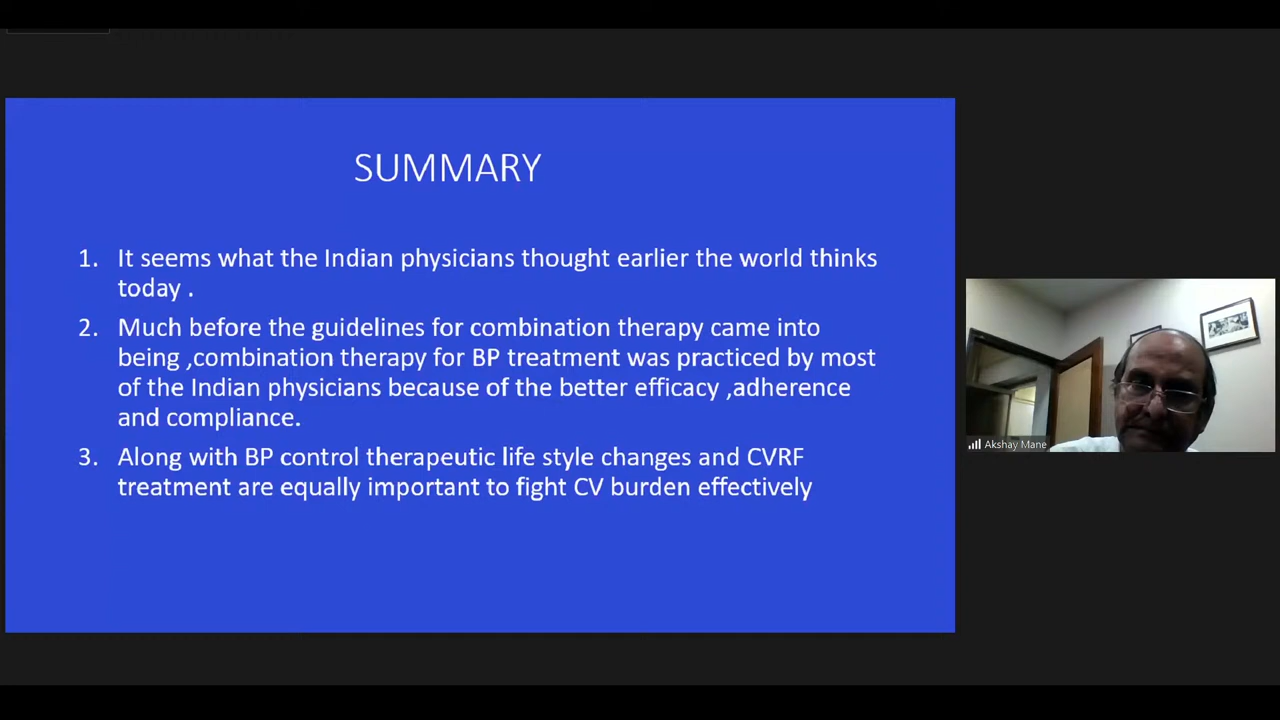 SUMMARY
1. It seems what the Indian physicians thought earlier the world thinks
today .
2. Much before the guidelines for combination therapy came into
being ,combination therapy for BP treatment was practiced by most
of the Indian physicians because of the better efficacy ,adherence
and compliance.
3. Along with BP control therapeutic life style changes and CVRF
treatment are equally important to fight CV burden effectively
Akshay Mane